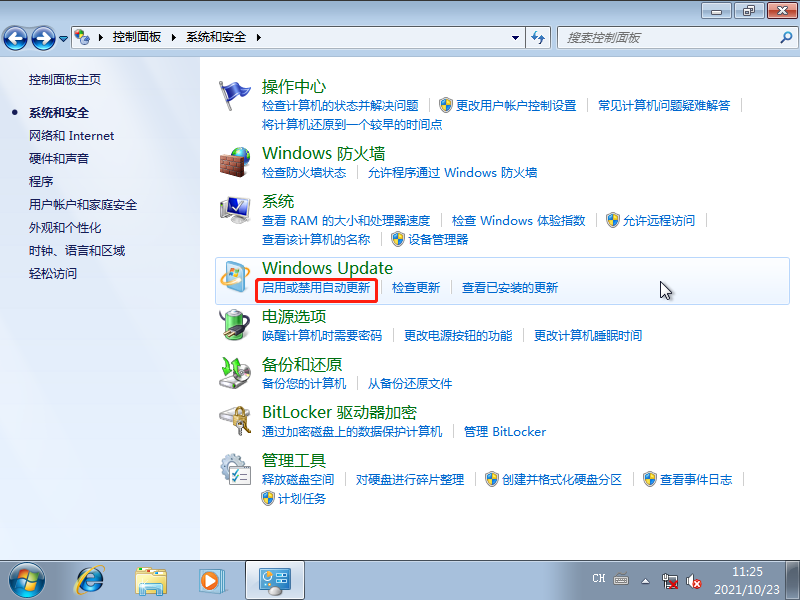 控制面板 系统和安全
搜索控制面板
控制面板主页
系统和安全
网络和 Internet
硬件和声音
程序
用户帐户和家庭安全
外观和个性化
时钟、语言和区域
轻松访问
操作中心
检查计算机的状态并解决问题 更改用户帐户控制设置 常见计算机问题疑难解答
将计算机还原到一个较早的时间点
Windows 防火墙
检查防火墙状态 允许程序通过 Windows 防火墙
系统
查看 RAM 的大小和处理器速度 检查 Windows 体验指数 允许远程访问
查看该计算机的名称 设备管理器
Windows Update
启用或禁用自动更新 检查更新 查看已安装的更新
电源选项
唤醒计算机时需要密码 更改电源按钮的功能 更改计算机睡眠时间
备份和还原
备份您的计算机 从备份还原文件
BitLocker 驱动器加密
通过加密磁盘上的数据保护计算机 管理 BitLocker
管理工具
释放磁盘空间 对硬盘进行碎片整理 创建并格式化硬盘分区 查看事件日志
计划任务
CH
11:25
2021/10/23